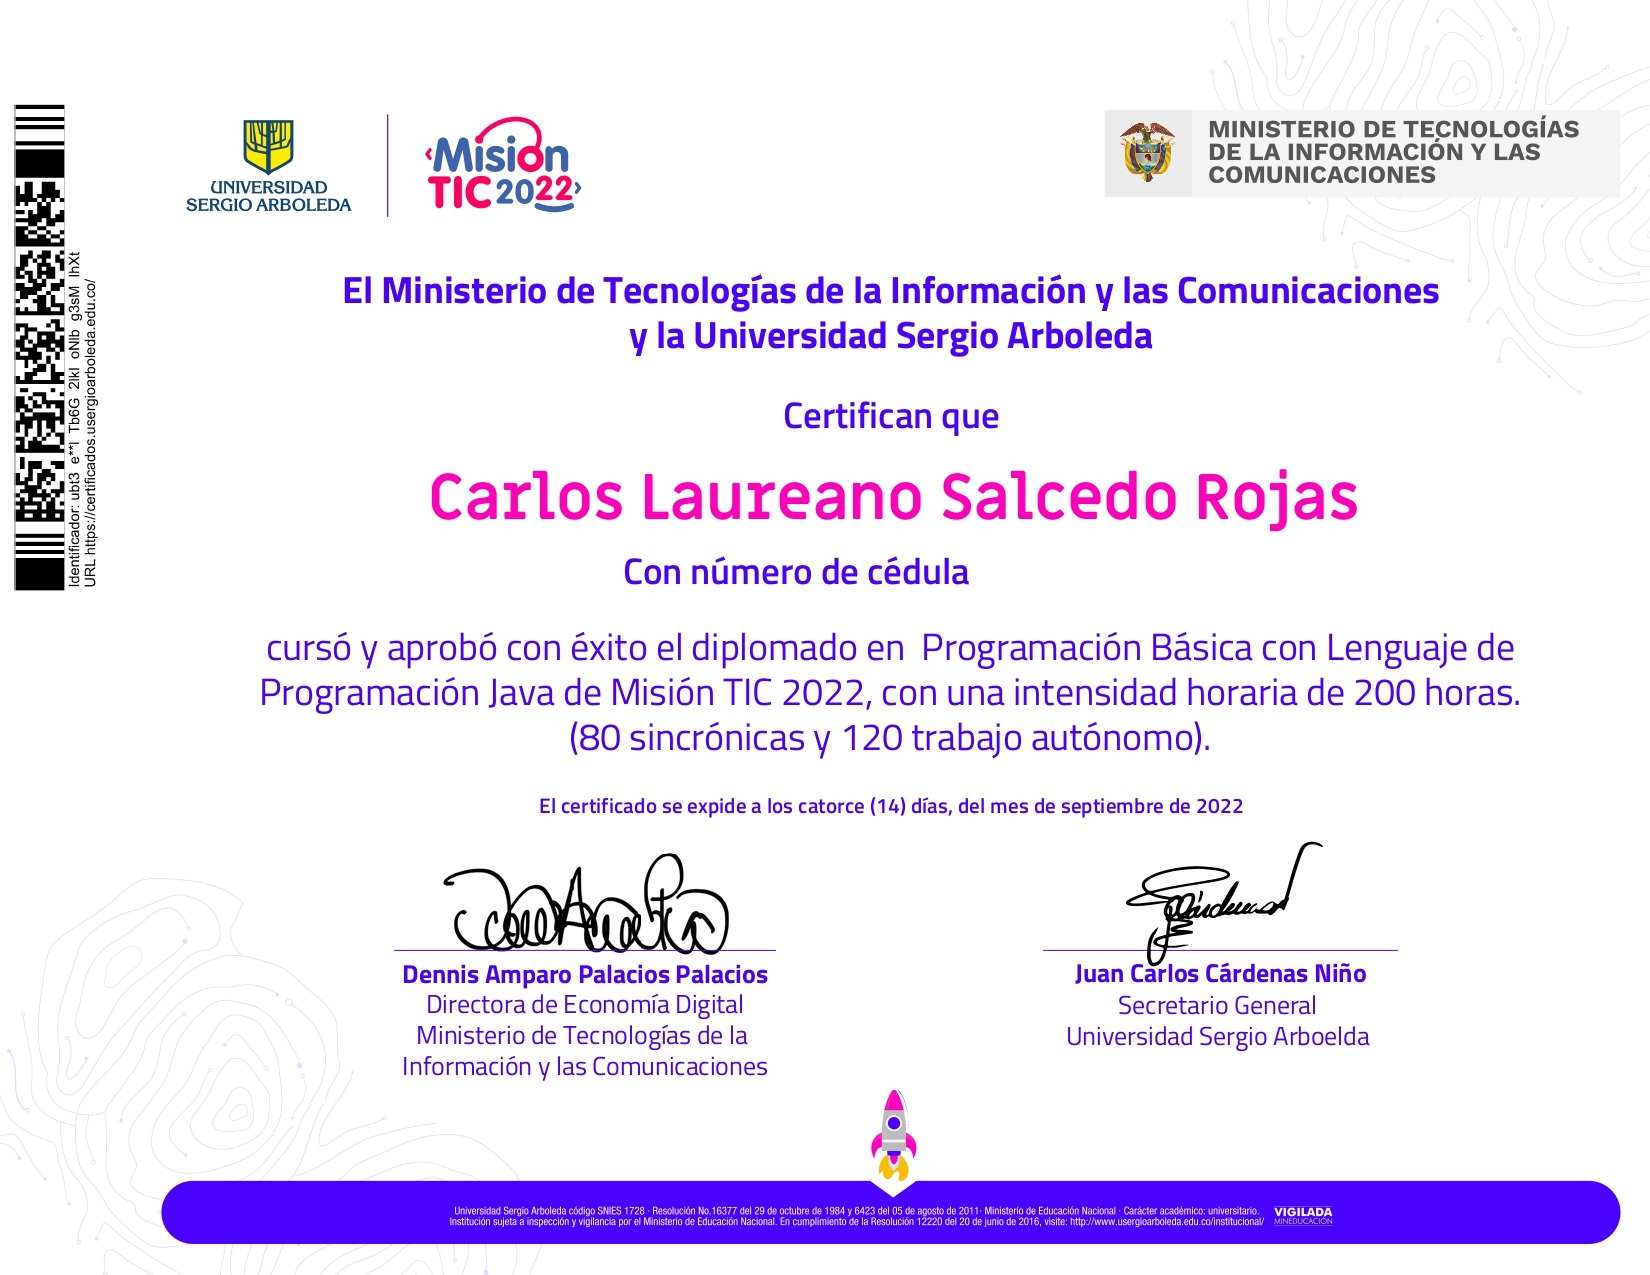 UNIVERSIDAD
SERGIO ARBOLEDA
‹Misión
TIC 2022›
MINISTERIO DE TECNOLOGÍAS
DE LA INFORMACIÓN Y LAS
COMUNICACIONES
Identificador: ubt3 e**I Tb6G 2lkI oNlb g3sM IhXt
URL https://certificados.usergioarboleda.edu.co/
El Ministerio de Tecnologías de la Información y las Comunicaciones
y la Universidad Sergio Arboleda
Certifican que
Carlos Laureano Salcedo Rojas
Con número de cédula
cursó y aprobó con éxito el diplomado en Programación Básica con Lenguaje de
Programación Java de Misión TIC 2022, con una intensidad horaria de 200 horas.
(80 sincrónicas y 120 trabajo autónomo).
El certificado se expide a los catorce (14) días, del mes de septiembre de 2022
Dennis Amparo Palacios Palacios
Directora de Economía Digital
Ministerio de Tecnologías de la
Información y las Comunicaciones
Juan Carlos Cárdenas Niño
Secretario General
Universidad Sergio Arboelda
Universidad Sergio Arboleda código SNIES 1728 · Resolución No.16377 del 29 de octubre de 1984 y 6423 del 05 de agosto de 2011· Ministerio de Educación Nacional · Carácter académico: universitario.
Institución sujeta a inspección y vigilancia por el Ministerio de Educación Nacional. En cumplimiento de la Resolución 12220 del 20 de junio de 2016, visite: http://www.usergioarboleda.edu.co/institucional/
VIGILADA
MINEDUCACIÓN